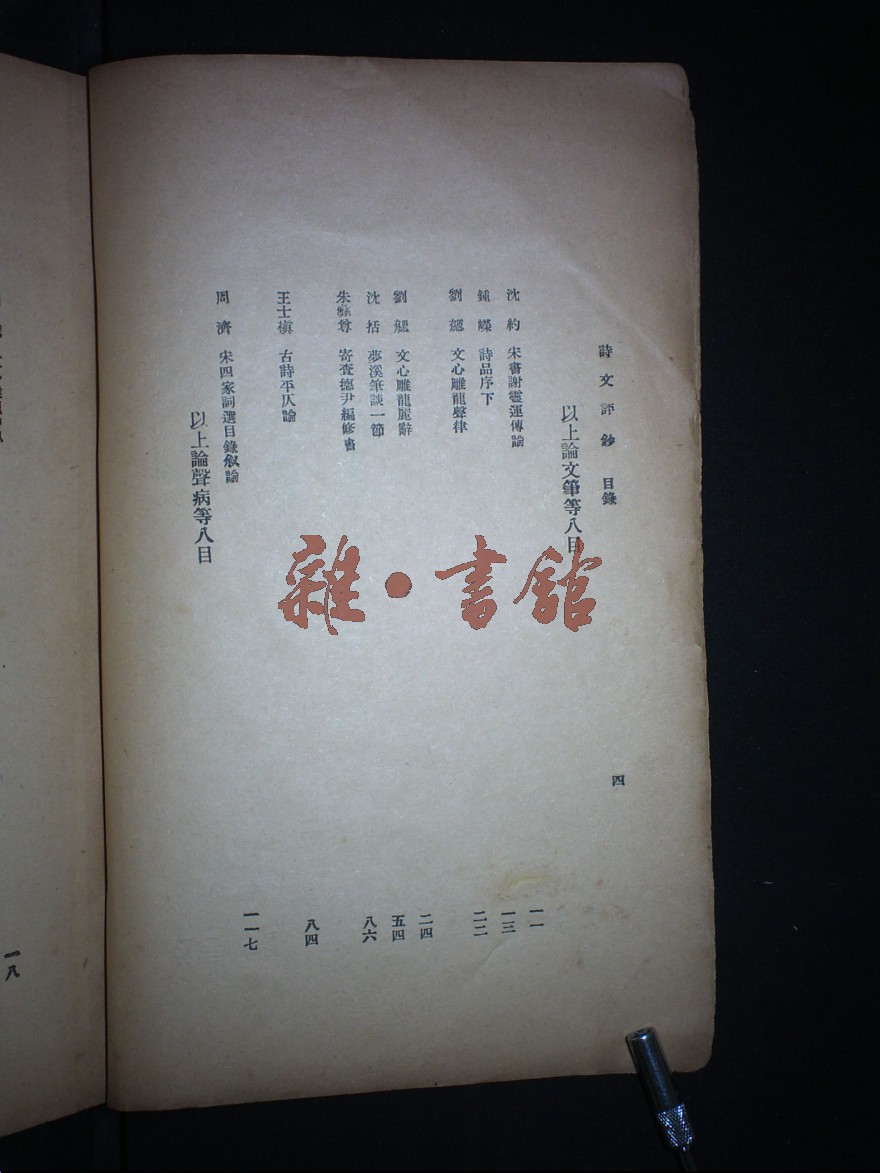 詩文評鈔 目錄
四
以上論文筆等八目
沈約 宋書謝靈運傳論 一一
鍾嶸 詩品序下 一三
劉勰 文心雕龍聲律 二二
劉勰 文心雕龍麗辭 二四
沈括 夢溪筆談一節 五四
朱彝尊 寄查德尹編修書 八六
王士禛 古詩平仄論 八四
周濟 宋四家詞選目錄敘論 一一七
以上論聲病等八目
雜·書館
一八